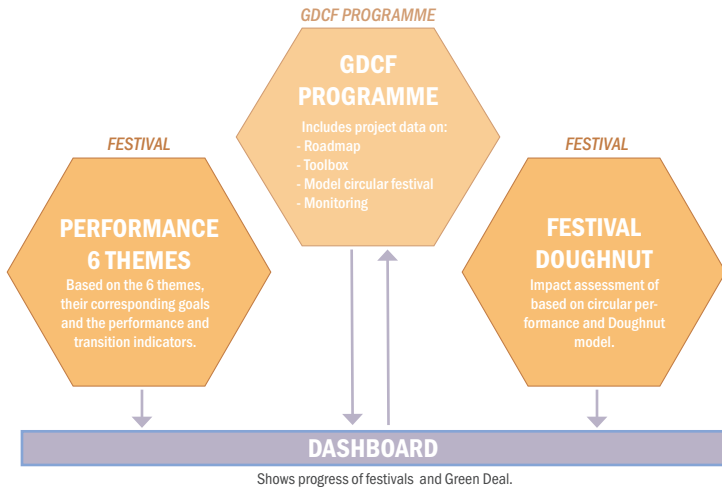 GDCF PROGRAMME
GDCF
PROGRAMME
Includes project data on:
- Roadmap
- Toolbox
- Model circular festival
- Monitoring
FESTIVAL
PERFORMANCE
6 THEMES
Based on the 6 themes,
their corresponding goals
and the performance and
transition indicators.
FESTIVAL
FESTIVAL
DOUGHNUT
Impact assessment of
based on circular per-
formance and Doughnut
model.
DASHBOARD
Shows progress of festivals and Green Deal.